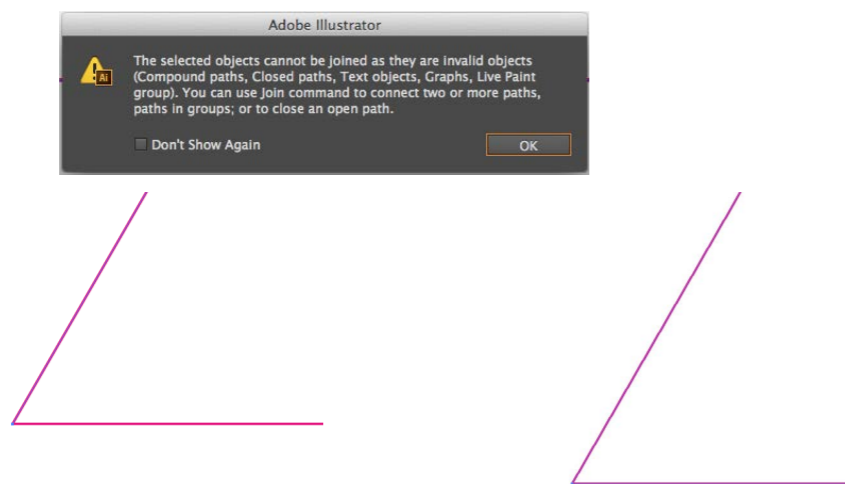 Adobe Illustrator
The selected objects cannot be joined as they are invalid objects
(Compound paths, Closed paths, Text objects, Graphs, Live Paint
group). You can use Join command to connect two or more paths,
paths in groups; or to close an open path.
Ai
Don't Show Again
OK